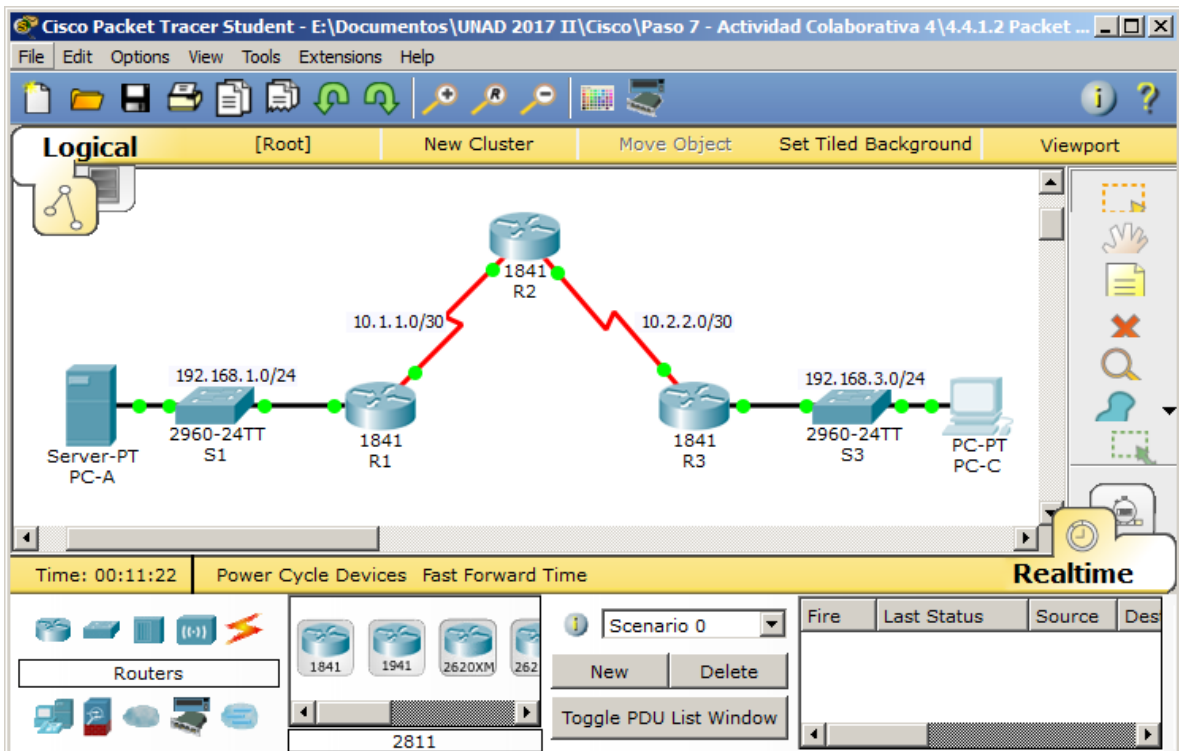 Cisco Packet Tracer Student - E:\Documentos\UNAD 2017 II\Cisco\Paso 7 - Actividad Colaborativa 4\4.4.1.2 Packet ...
File Edit Options View Tools Extensions Help
Logical [Root] New Cluster Move Object Set Tiled Background Viewport
1841
R2
10.1.1.0/30
10.2.2.0/30
192.168.1.0/24
192.168.3.0/24
Server-PT
PC-A
2960-24TT
S1
1841
R1
1841
R3
2960-24TT
S3
PC-PT
PC-C
Time: 00:11:22 Power Cycle Devices Fast Forward Time Realtime
Routers
1841 1941 2620XM 262
2811
Scenario 0
New Delete
Toggle PDU List Window
Fire Last Status Source Des